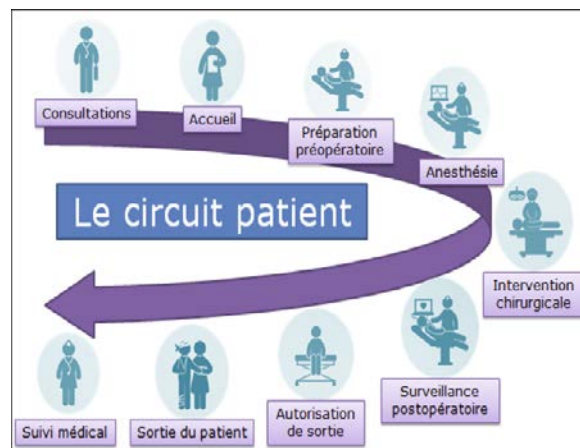 Consultations
Accueil
Préparation
préopératoire
Anesthésie
Le circuit patient
Intervention
chirurgicale
Surveillance
postopératoire
Autorisation
de sortie
Sortie du patient
Suivi médical